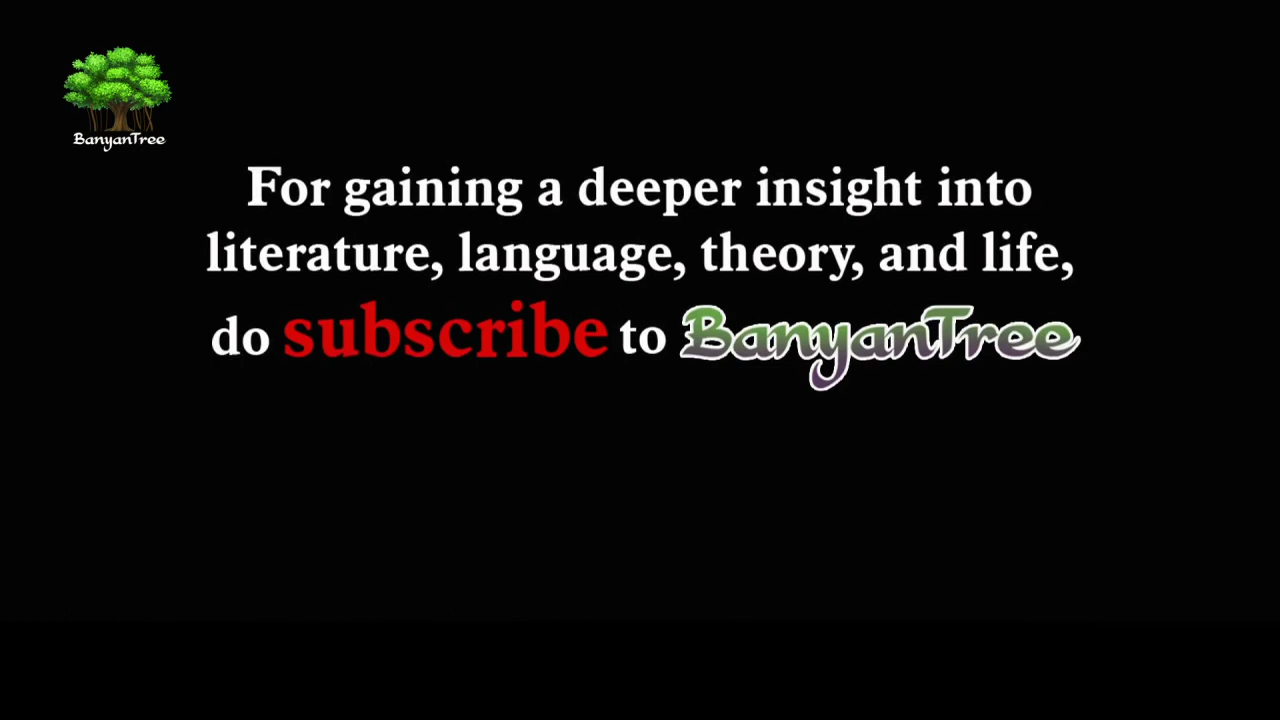 BanyanTree
For gaining a deeper insight into
literature, language, theory, and life,
do subscribe to BanyanTree